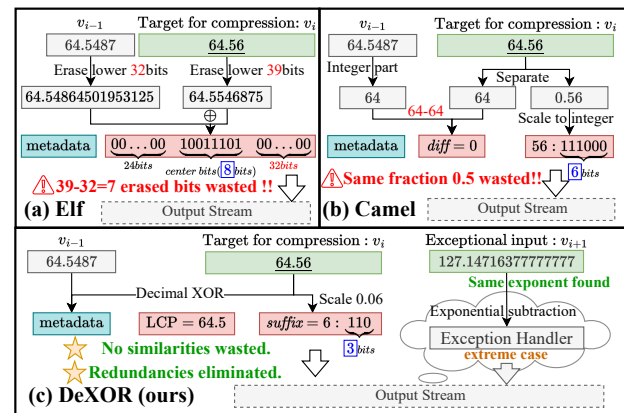 v_{i−1}
Target for compression: v_i
64.5487
64.56
Erase lower 32bits
Erase lower 39bits
64.54864501953125
64.5546875
⊕
metadata
00...00 10011101 00...00
24bits
center bits(8bits)
32bits
39-32=7 erased bits wasted !!
(a) Elf
Output Stream
v_{i−1}
Target for compression : v_i
64.5487
64.56
Integer part
Separate
64
64
0.56
64-64
Scale to integer
metadata
diff = 0
56 : 111000
6bits
Same fraction 0.5 wasted!!
(b) Camel
Output Stream
v_{i−1}
Target for compression : v_i
Exceptional input : v_{i+1}
64.5487
64.56
127.14716377777777
Same exponent found
Decimal XOR
Scale 0.06
Exponential subtraction
metadata
LCP = 64.5
suffix = 6 : 110
Exception Handler
3bits
extreme case
No similarities wasted.
Redundancies eliminated.
(c) DeXOR (ours)
Output Stream